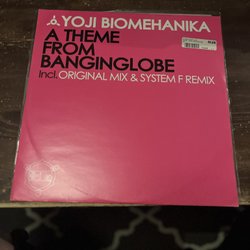 YOJI BIOMEHANIKA
A THEME
FROM
BANGINGLOBE
Incl. ORIGINAL MIX & SYSTEM F REMIX